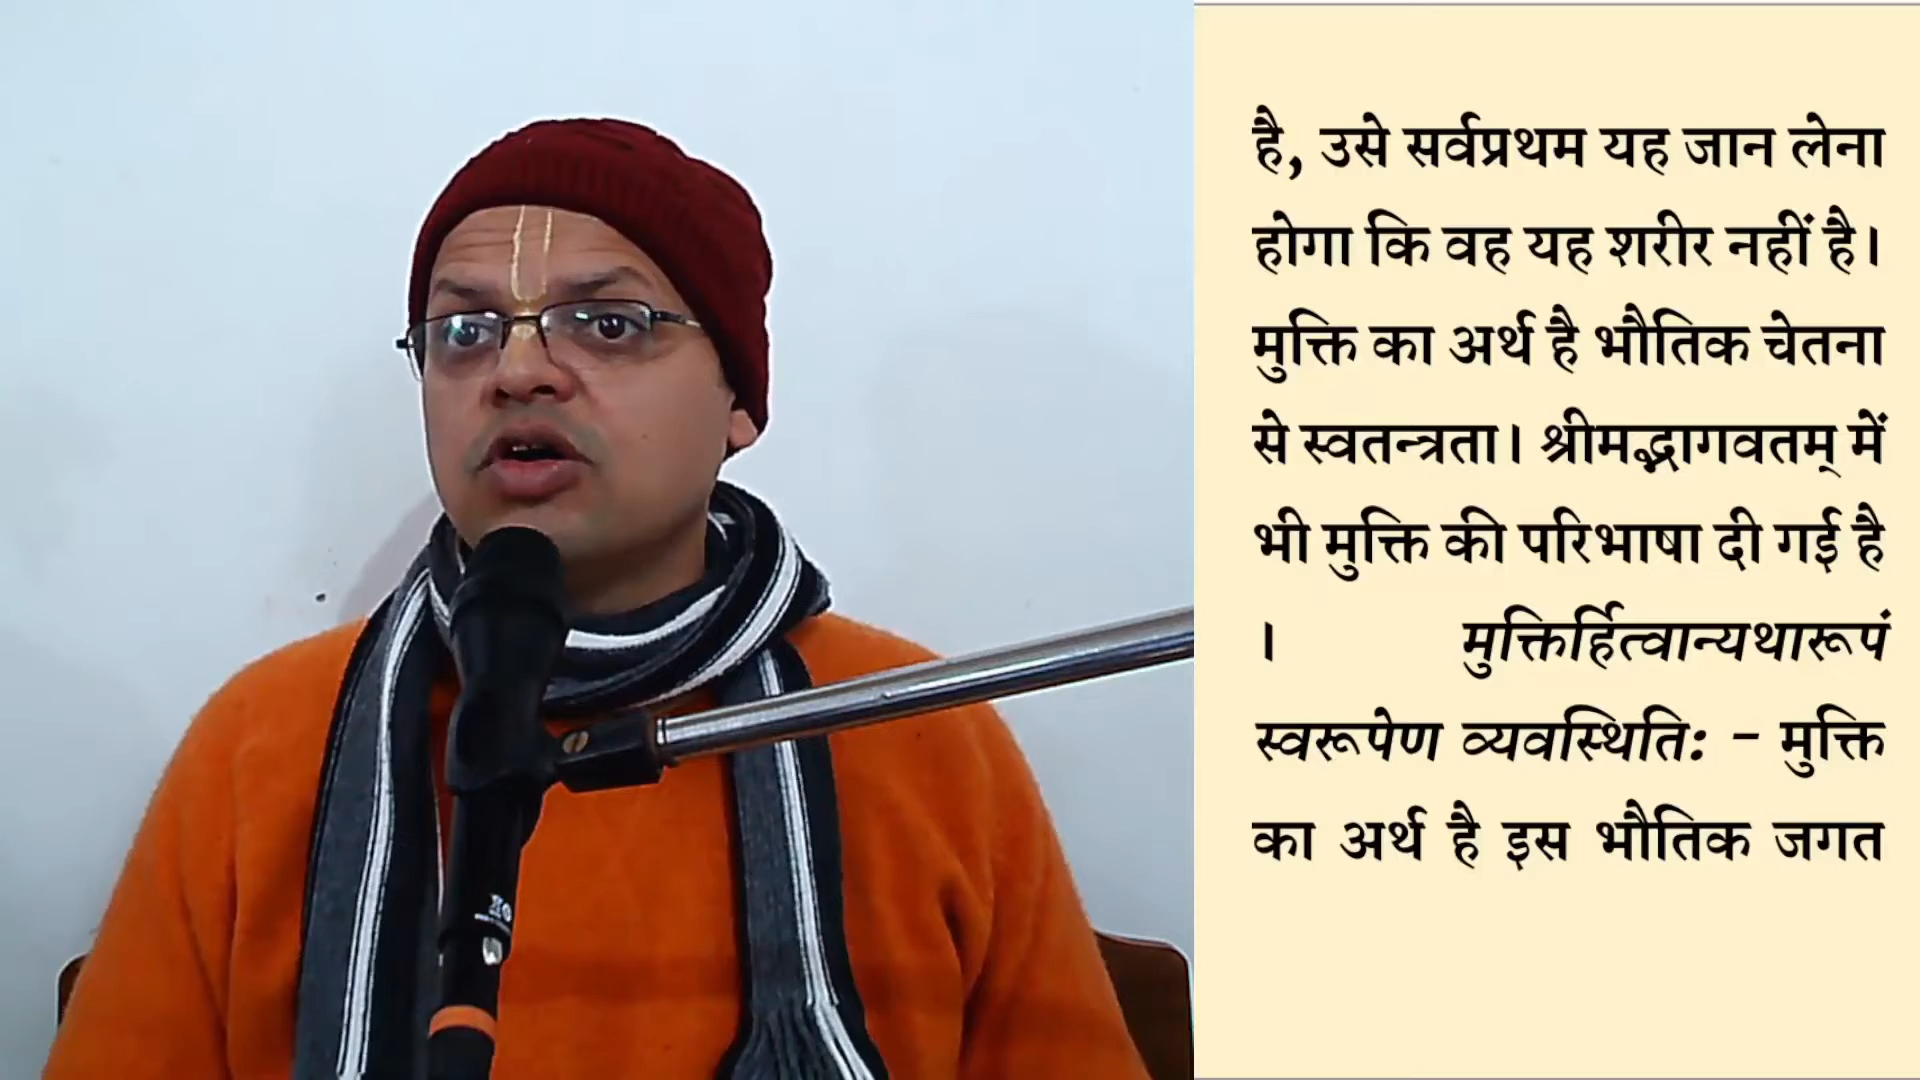 है, उसे सर्वप्रथम यह जान लेना
होगा कि वह यह शरीर नहीं है।
मुक्ति का अर्थ है भौतिक चेतना
से स्वतन्त्रता। श्रीमद्भागवतम् में
भी मुक्ति की परिभाषा दी गई है
। मुक्तिर्हित्वान्यथारूपं
स्वरूपेण व्यवस्थिति: - मुक्ति
का अर्थ है इस भौतिक जगत